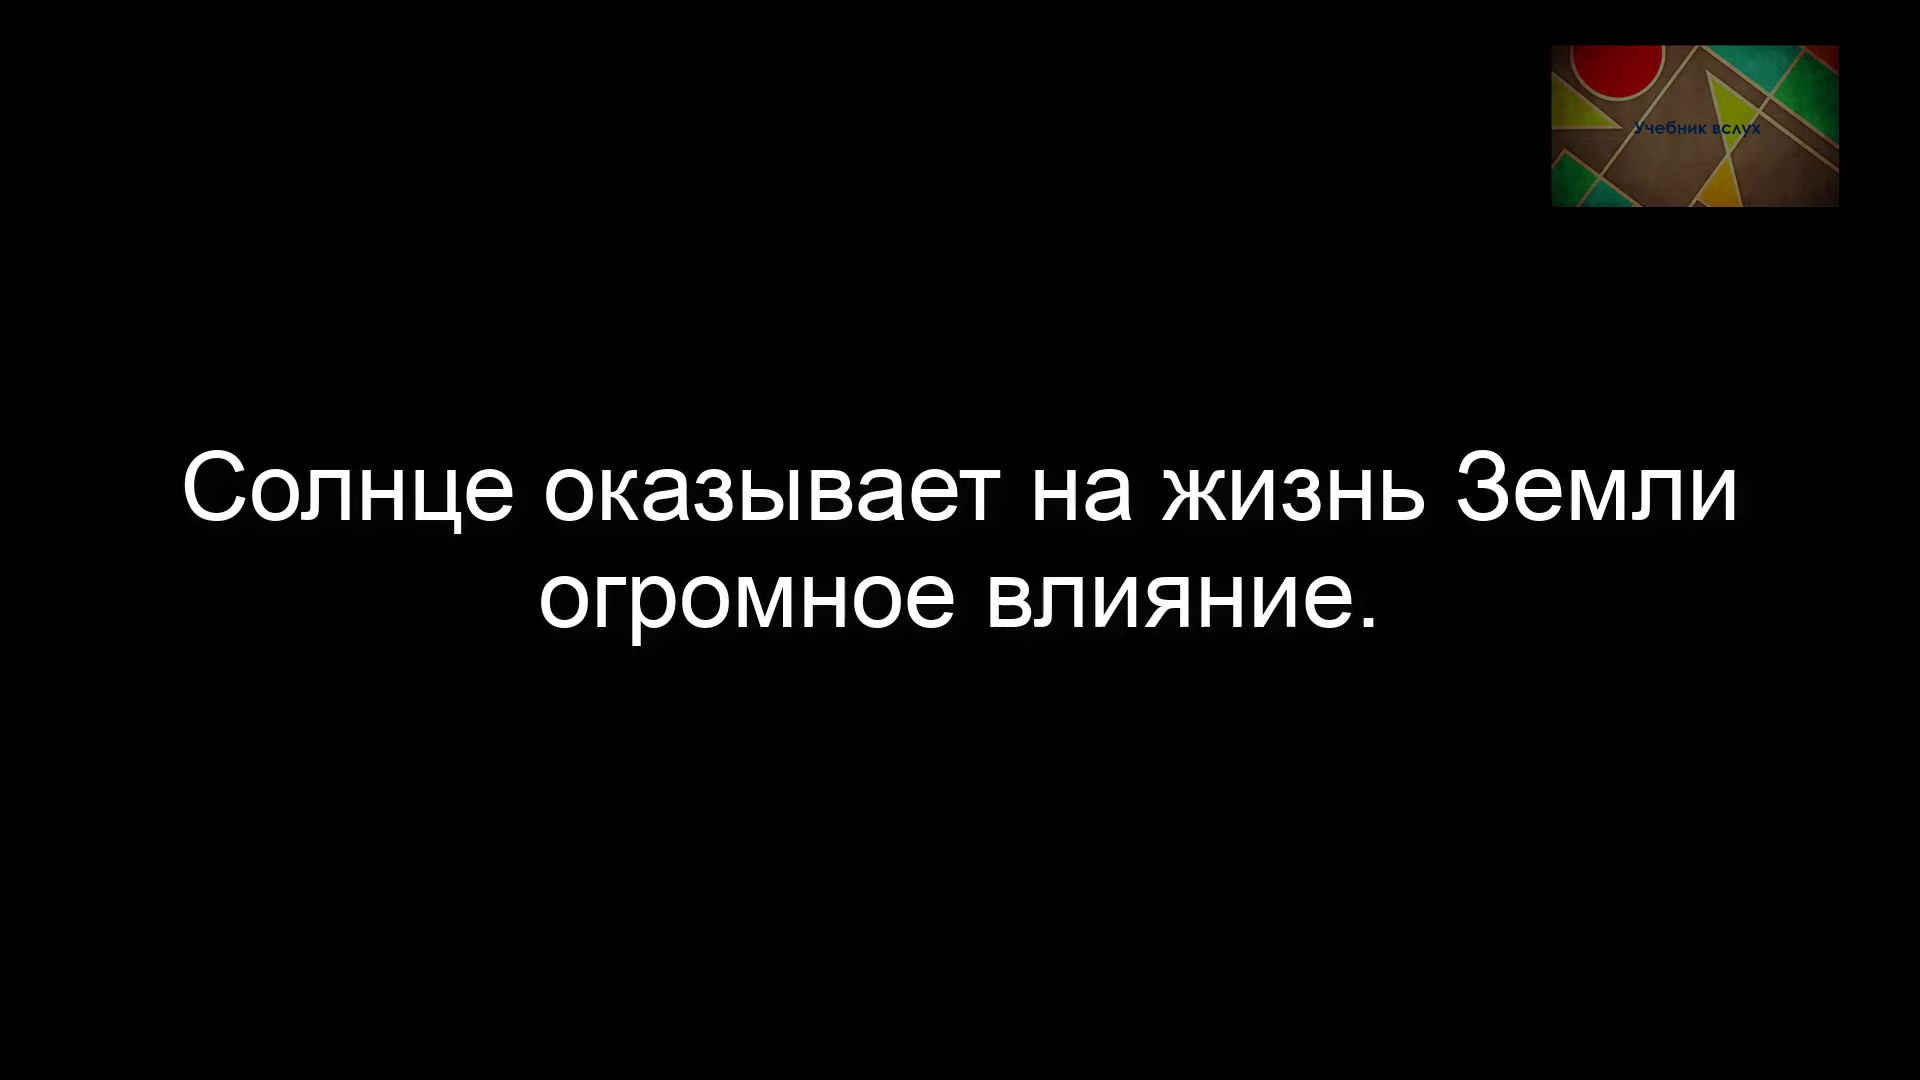 Учебник вслух
Солнце оказывает на жизнь Земли
огромное влияние.